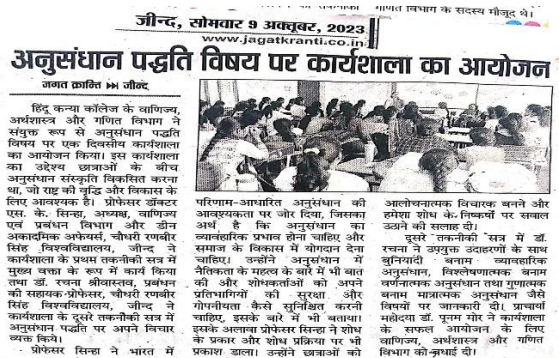 गणित विभाग के सदस्य मौजूद थे।
जीन्द, सोमवार 9 अक्तूबर, 2023
www.jagatkranti.co.in
अनुसंधान पद्धति विषय पर कार्यशाला का आयोजन
जगत क्रान्ति ▶▶ जीन्द
हिंदू कन्या कॉलेज के वाणिज्य,
अर्थशास्त्र और गणित विभाग ने
संयुक्त रूप से अनुसंधान पद्धति
विषय पर एक दिवसीय कार्यशाला
का आयोजन किया। इस कार्यशाला
का उद्देश्य छात्राओं के बीच
अनुसंधान संस्कृति विकसित करना
था, जो राष्ट्र की वृद्धि और विकास के
लिए आवश्यक है। प्रोफेसर डॉक्टर
एस. के. सिन्हा, अध्यक्ष, वाणिज्य
एवं प्रबंधन विभाग और डीन
अकादमिक अफेयर्स, चौधरी रणबीर
सिंह विश्वविद्यालय, जीन्द ने
कार्यशाला के प्रथम तकनीकी सत्र में
मुख्य वक्ता के रूप में कार्य किया
तथा डॉ. रचना श्रीवास्तव, प्रबंधन
की सहायक प्रोफेसर, चौधरी रणबीर
सिंह विश्वविद्यालय, जीन्द ने
कार्यशाला के दूसरे तकनीकी सत्र में
अनुसंधान पद्धति पर अपने विचार
व्यक्त किये।
प्रोफेसर सिन्हा ने भारत में
परिणाम-आधारित अनुसंधान की
आवश्यकता पर जोर दिया, जिसका
अर्थ है कि अनुसंधान का
व्यावहारिक प्रभाव होना चाहिए और
समाज के विकास में योगदान देना
चाहिए। उन्होंने अनुसंधान में
नैतिकता के महत्व के बारे में भी बात
की और शोधकर्ताओं को अपने
प्रतिभागियों की सुरक्षा और
गोपनीयता कैसे सुनिश्चित करनी
चाहिए, इसके बारे में भी बताया।
इसके अलावा प्रोफेसर सिन्हा ने शोध
के प्रकार और शोध प्रक्रिया पर भी
प्रकाश डाला। उन्होंने छात्राओं को
आलोचनात्मक विचारक बनने और
हमेशा शोध के निष्कर्षों पर सवाल
उठाने की सलाह दी।
दूसरे तकनीकी सत्र में डॉ.
रचना ने उपयुक्त उदाहरणों के साथ
बुनियादी बनाम व्यावहारिक
अनुसंधान, विश्लेषणात्मक बनाम
वर्णनात्मक अनुसंधान तथा गुणात्मक
बनाम मात्रात्मक अनुसंधान जैसे
विषयों पर जानकारी दी। प्राचार्या
महोदया डॉ. पूनम मोर ने कार्यशाला
के सफल आयोजन के लिए
वाणिज्य, अर्थशास्त्र और गणित
विभाग को बधाई दी।